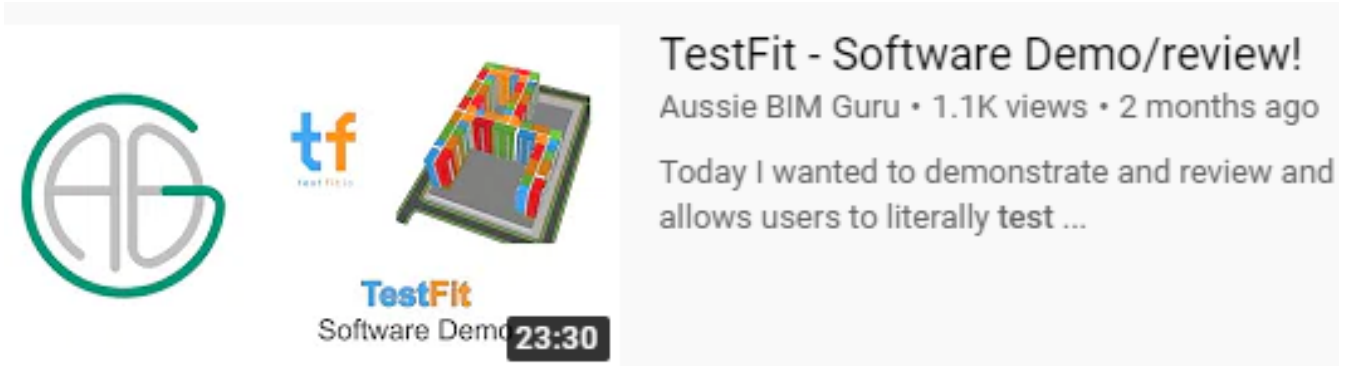 TestFit - Software Demo/review!
Aussie BIM Guru • 1.1K views • 2 months ago
Today I wanted to demonstrate and review and
allows users to literally test ...
tf
testfit.io
TestFit
Software Demo
23:30